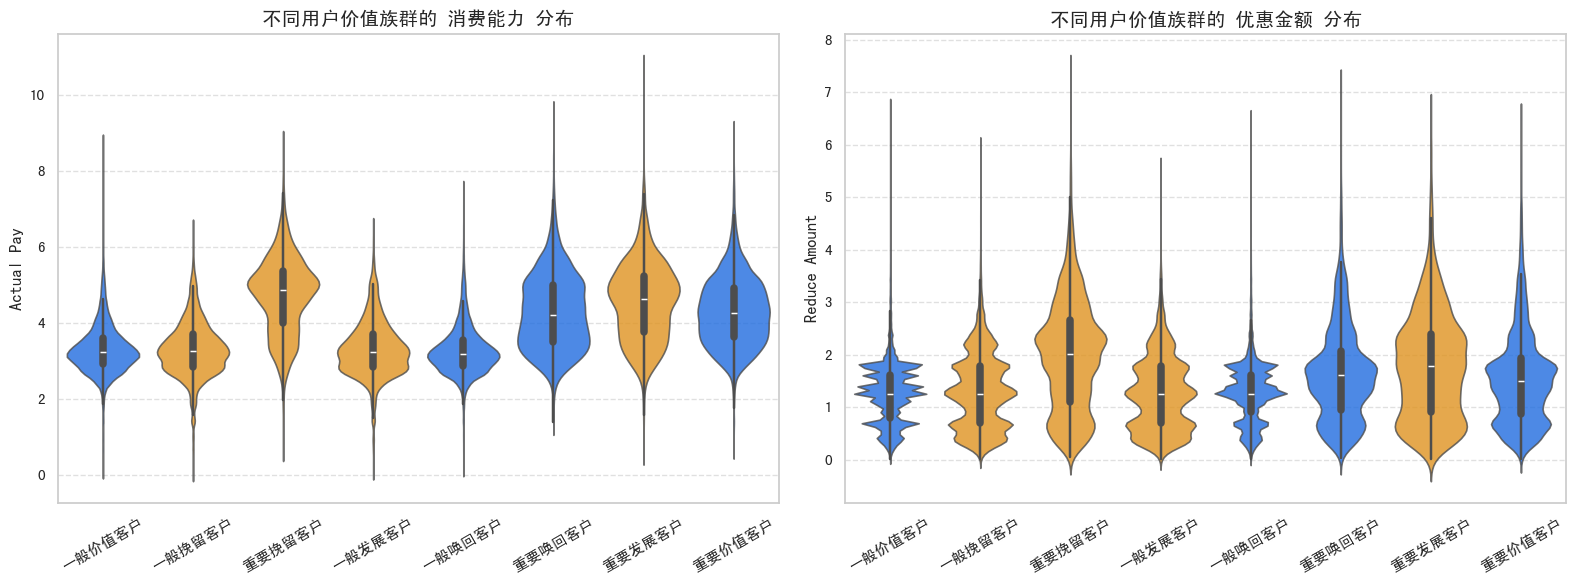 不同用户价值族群的 消费能力 分布
Actual Pay
10
8
6
4
2
0
一般价值客户
一般挽留客户
重要挽留客户
一般发展客户
一般唤回客户
重要唤回客户
重要发展客户
重要价值客户
不同用户价值族群的 优惠金额 分布
Reduce Amount
8
7
6
5
4
3
2
1
0
一般价值客户
一般挽留客户
重要挽留客户
一般发展客户
一般唤回客户
重要唤回客户
重要发展客户
重要价值客户